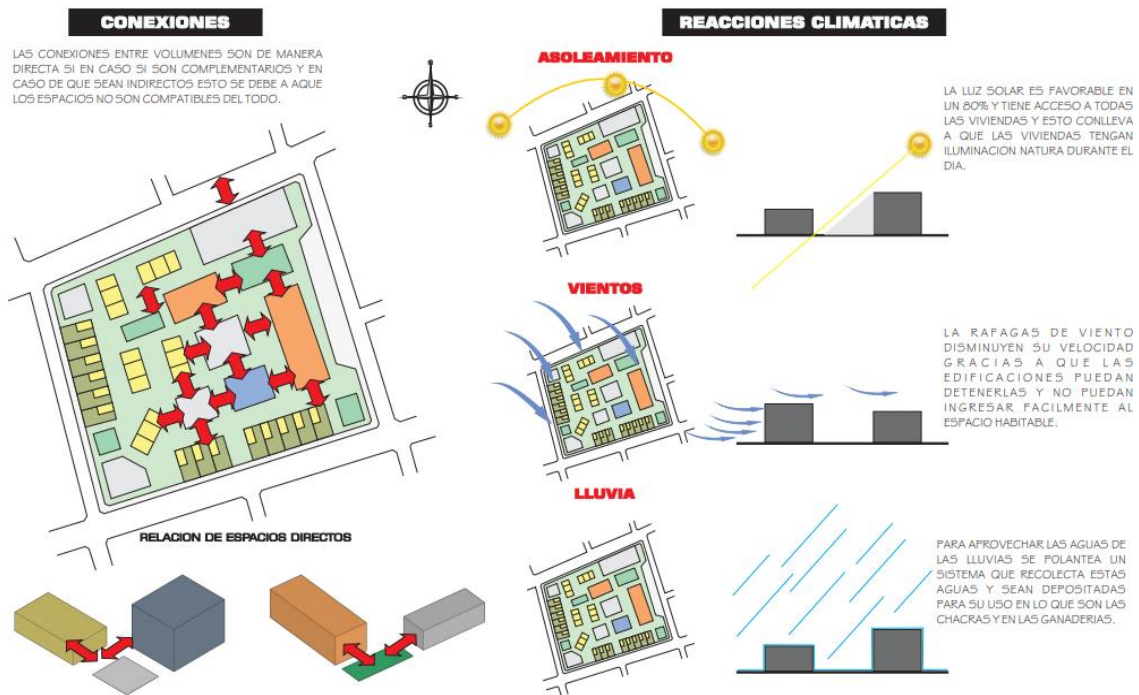 CONEXIONES
LAS CONEXIONES ENTRE VOLUMENES SON DE MANERA
DIRECTA SI EN CASO SI SON COMPLEMENTARIOS Y EN
CASO DE QUE SEAN INDIRECTOS ESTO SE DEBE A AQUE
LOS ESPACIOS NO SON COMPATIBLES DEL TODO.
RELACION DE ESPACIOS DIRECTOS
REACCIONES CLIMATICAS
ASOLEAMIENTO
LA LUZ SOLAR ES FAVORABLE EN
UN 80% Y TIENE ACCESO A TODAS
LAS VIVIENDAS Y ESTO CONLLEVA
A QUE LAS VIVIENDAS TENGAN
ILUMINACION NATURA DURANTE EL
DIA.
VIENTOS
LA RAFAGAS DE VIENTO
DISMINUYEN SU VELOCIDAD
GRACIAS A QUE LAS
EDIFICACIONES PUEDAN
DETENERLAS Y NO PUEDAN
INGRESAR FACILMENTE AL
ESPACIO HABITABLE.
LLUVIA
PARA APROVECHAR LAS AGUAS DE
LAS LLUVIAS SE POLANTEA UN
SISTEMA QUE RECOLECTA ESTAS
AGUAS Y SEAN DEPOSITADAS
PARA SU USO EN LO QUE SON LAS
CHACRAS Y EN LAS GANADERIAS.